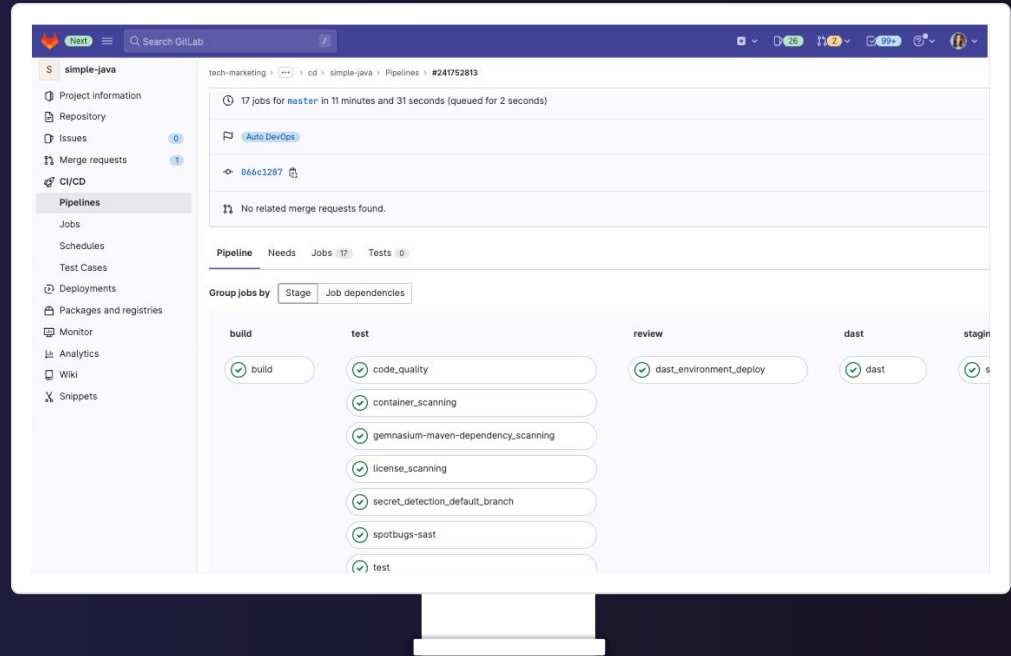 Next Search GitLab / 26 2 99+
S simple-java
Project information
Repository
Issues 0
Merge requests 1
CI/CD
Pipelines
Jobs
Schedules
Test Cases
Deployments
Packages and registries
Monitor
Analytics
Wiki
Snippets
tech-marketing › ··· › cd › simple-java › Pipelines › #241752813
17 jobs for master in 11 minutes and 31 seconds (queued for 2 seconds)
Auto DevOps
066c1287
No related merge requests found.
Pipeline Needs Jobs 17 Tests 0
Group jobs by Stage Job dependencies
build test review dast stagin
build
code_quality
dast_environment_deploy
dast
s
container_scanning
gemnasium-maven-dependency_scanning
license_scanning
secret_detection_default_branch
spotbugs-sast
test